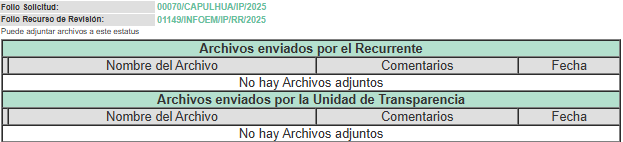 Folio Solicitud: 00070/CAPULHUA/IP/2025
Folio Recurso de Revisión: 01149/INFOEM/IP/RR/2025
Puede adjuntar archivos a este estatus
Archivos enviados por el Recurrente
Nombre del Archivo Comentarios Fecha
No hay Archivos adjuntos
Archivos enviados por la Unidad de Transparencia
Nombre del Archivo Comentarios Fecha
No hay Archivos adjuntos